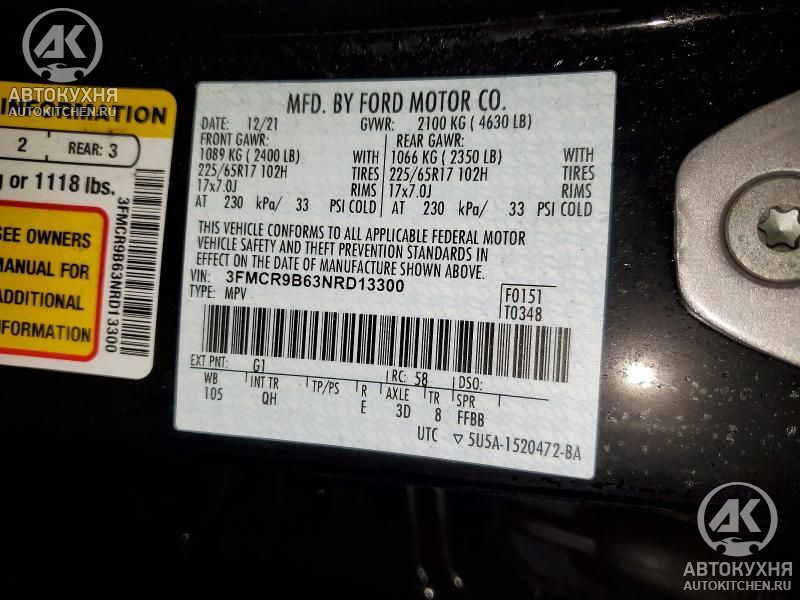 AK
АВТОКУХНЯ
AUTOKITCHEN.RU
INFORMATION
2 REAR: 3
or 1118 lbs.
SEE OWNERS
MANUAL FOR
ADDITIONAL
INFORMATION
3FMCR9B63NRD13300
MFD. BY FORD MOTOR CO.
DATE: 12/21 GVWR: 2100 KG ( 4630 LB)
FRONT GAWR: REAR GAWR:
1089 KG ( 2400 LB) WITH 1066 KG ( 2350 LB) WITH
225/65R17 102H TIRES 225/65R17 102H TIRES
17x7.0J RIMS 17x7.0J RIMS
AT 230 kPa/ 33 PSI COLD AT 230 kPa/ 33 PSI COLD
THIS VEHICLE CONFORMS TO ALL APPLICABLE FEDERAL MOTOR
VEHICLE SAFETY AND THEFT PREVENTION STANDARDS IN
EFFECT ON THE DATE OF MANUFACTURE SHOWN ABOVE.
VIN: 3FMCR9B63NRD13300
TYPE: MPV
F0151
T0348
EXT PNT: G1 RC: 58 DSO:
WB INT TR TP/PS R AXLE TR SPR
105 QH E 3D 8 FFBB
UTC ▽ 5U5A-1520472-BA
AK
АВТОКУХНЯ
AUTOKITCHEN.RU